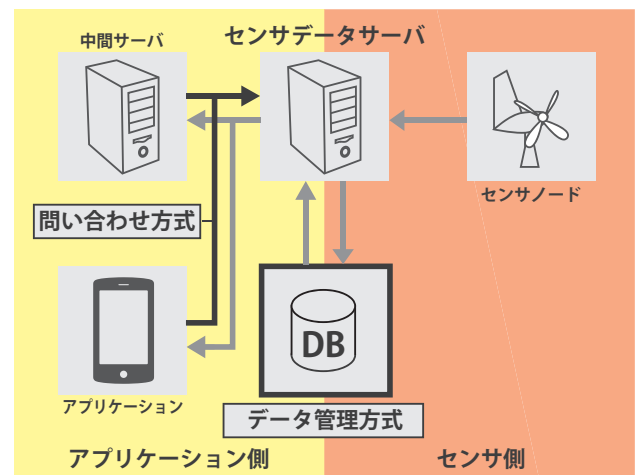 中間サーバ
センサデータサーバ
センサノード
問い合わせ方式
DB
アプリケーション
データ管理方式
アプリケーション側
センサ側